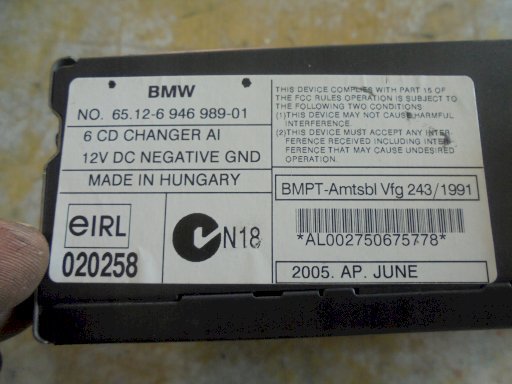 BMW
NO. 65.12-6 946 989-01
6 CD CHANGER AI
12V DC NEGATIVE GND
MADE IN HUNGARY
eIRL
020258
N18
THIS DEVICE COMPLIES WITH PART 15 OF
THE FCC RULES OPERATION IS SUBJECT TO
THE FOLLOWING TWO CONDITIONS
(1)THIS DEVICE MAY NOT CAUSE HARMFUL
INTERFERENCE.
(2)THIS DEVICE MUST ACCEPT ANY INTER
FERENCE RECEIVED INCLUDING INTER
FERENCE THAT MAY CAUSE UNDESIRED
OPERATION.
BMPT-Amtsbl Vfg 243/1991
*AL002750675778*
2005. AP. JUNE